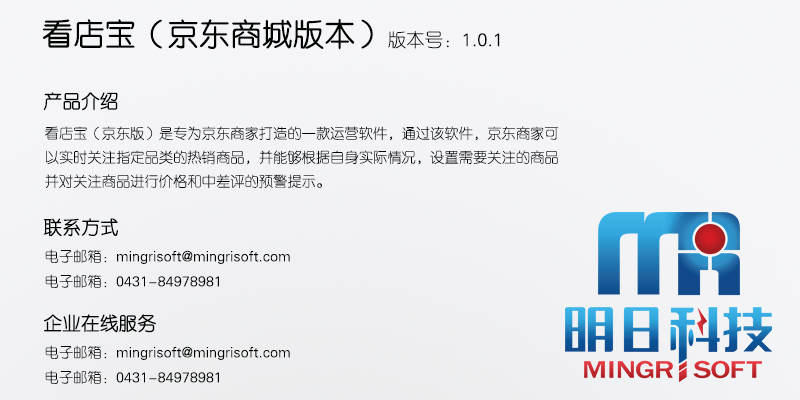 看店宝（京东商城版本）版本号：1.0.1
产品介绍
看店宝（京东版）是专为京东商家打造的一款运营软件，通过该软件，京东商家可
以实时关注指定品类的热销商品，并能够根据自身实际情况，设置需要关注的商品
并对关注商品进行价格和中差评的预警提示。
联系方式
电子邮箱：mingrisoft@mingrisoft.com
电子邮箱：0431-84978981
企业在线服务
电子邮箱：mingrisoft@mingrisoft.com
电子邮箱：0431-84978981
MR
明日科技
MINGRISOFT